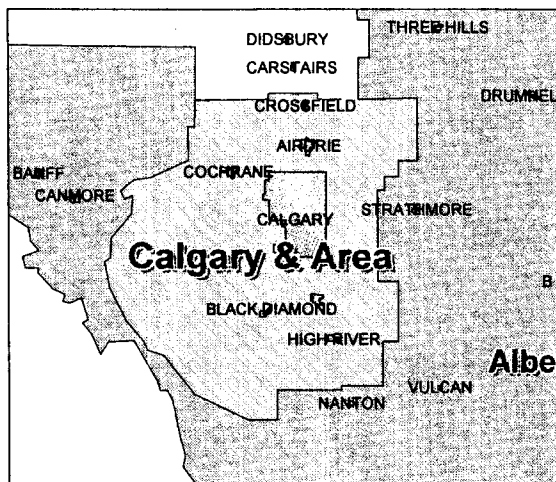 THREE HILLS
DIDSBURY
CARSTAIRS
DRUMHEL
CROSSFIELD
AIRDRIE
BANFF
COCHRANE
CANMORE
CALGARY
STRATHMORE
Calgary & Area
B
BLACK DIAMOND
HIGH RIVER
Albe
VULCAN
NANTON